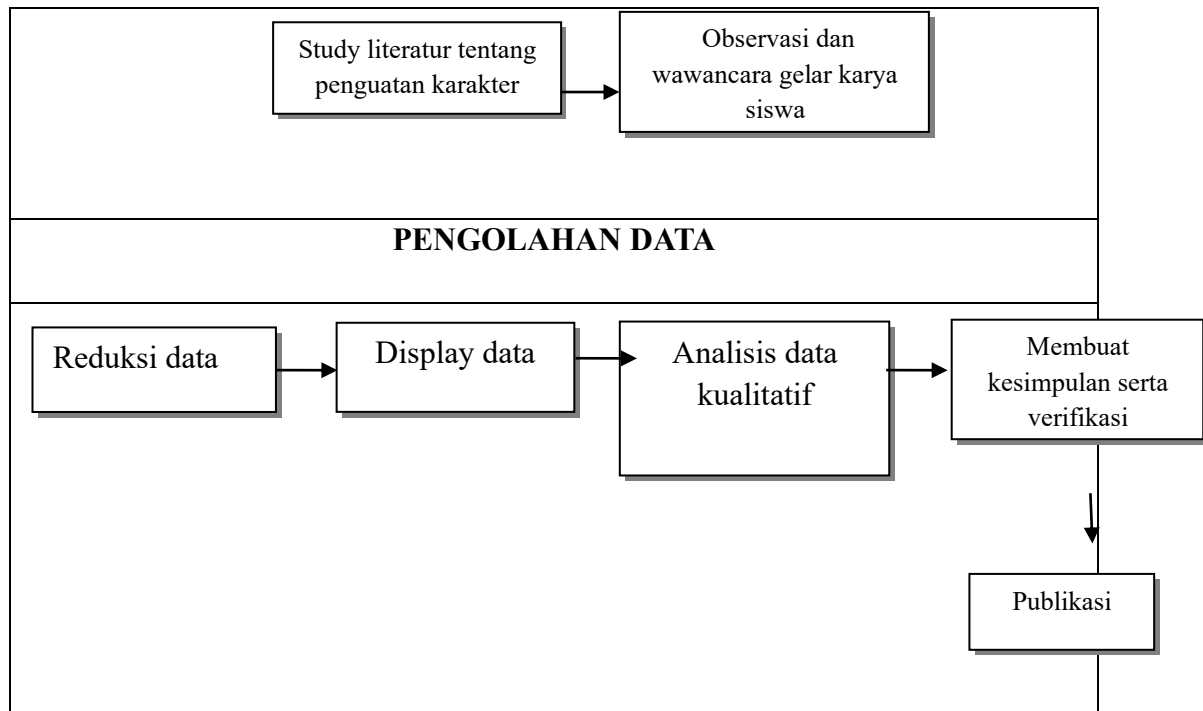 Study literatur tentang
penguatan karakter
Observasi dan
wawancara gelar karya
siswa
PENGOLAHAN DATA
Reduksi data
Display data
Analisis data
kualitatif
Membuat
kesimpulan serta
verifikasi
Publikasi